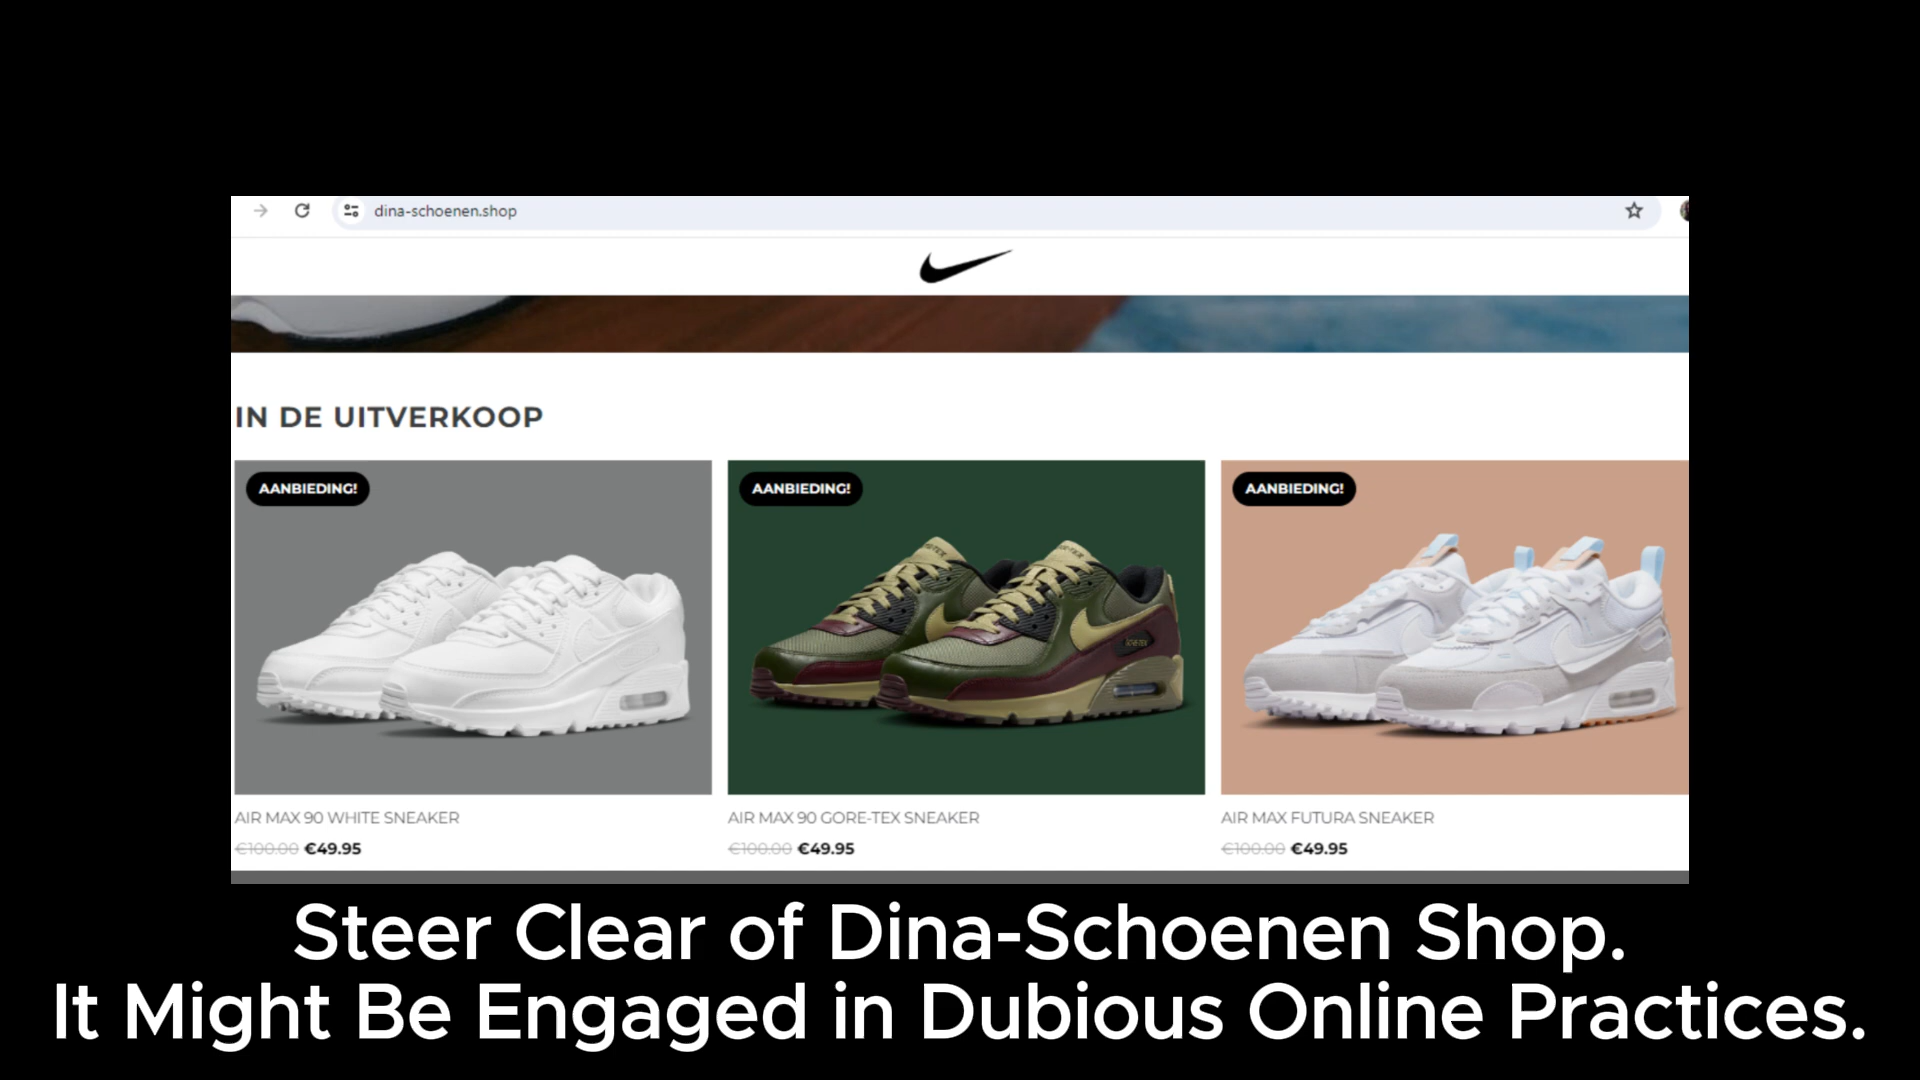 dina-schoenen.shop
IN DE UITVERKOOP
AANBIEDING! AANBIEDING! AANBIEDING!
AIR MAX 90 WHITE SNEAKER AIR MAX 90 GORE-TEX SNEAKER AIR MAX FUTURA SNEAKER
€100.00 €49.95 €100.00 €49.95 €100.00 €49.95
Steer Clear of Dina-Schoenen Shop.
It Might Be Engaged in Dubious Online Practices.